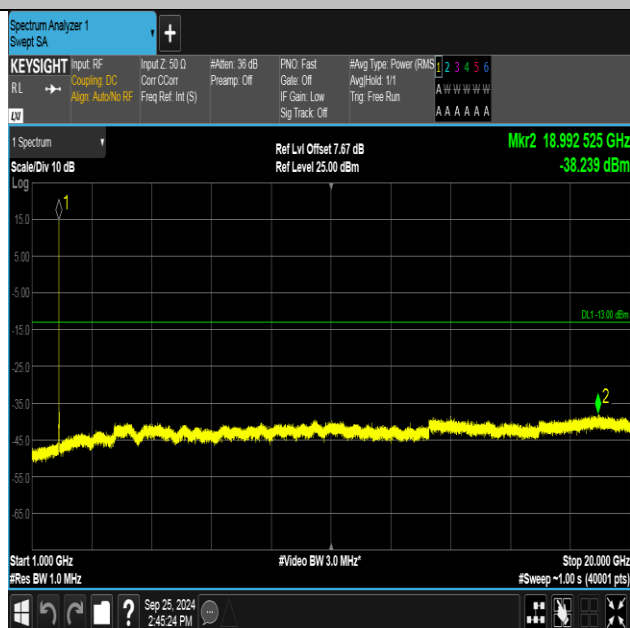 Spectrum Analyzer 1
Swept SA
+
KEYSIGHT
RL
LXI
Input: RF
Coupling: DC
Align: Auto/No RF
Input Z: 50 Ω
Corr CCorr
Freq Ref: Int (S)
#Atten: 36 dB
Preamp: Off
PNO: Fast
Gate: Off
IF Gain: Low
Sig Track: Off
#Avg Type: Power (RMS
Avg|Hold: 1/1
Trig: Free Run
1 2 3 4 5 6
A W W W W W
A A A A A A
1 Spectrum
Scale/Div 10 dB
Log
Ref Lvl Offset 7.67 dB
Ref Level 25.00 dBm
Mkr2 18.992 525 GHz
-38.239 dBm
1
15.0
5.00
-5.00
DL1 -13.00 dBm
-15.0
-25.0
-35.0
2
-45.0
-55.0
-65.0
Start 1.000 GHz
#Res BW 1.0 MHz
#Video BW 3.0 MHz*
Stop 20.000 GHz
#Sweep ~1.00 s (40001 pts)
?
Sep 25, 2024
2:45:24 PM